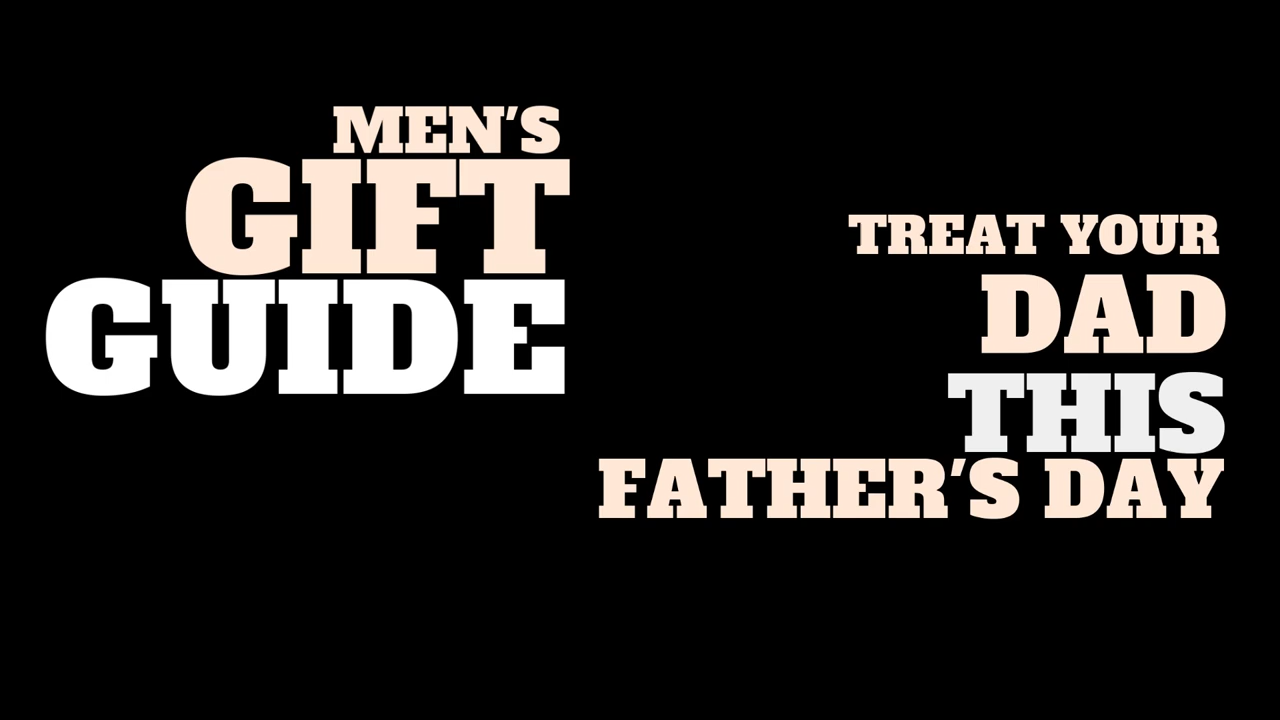 MEN'S
GIFT
GUIDE
TREAT YOUR
DAD
THIS
FATHER'S DAY